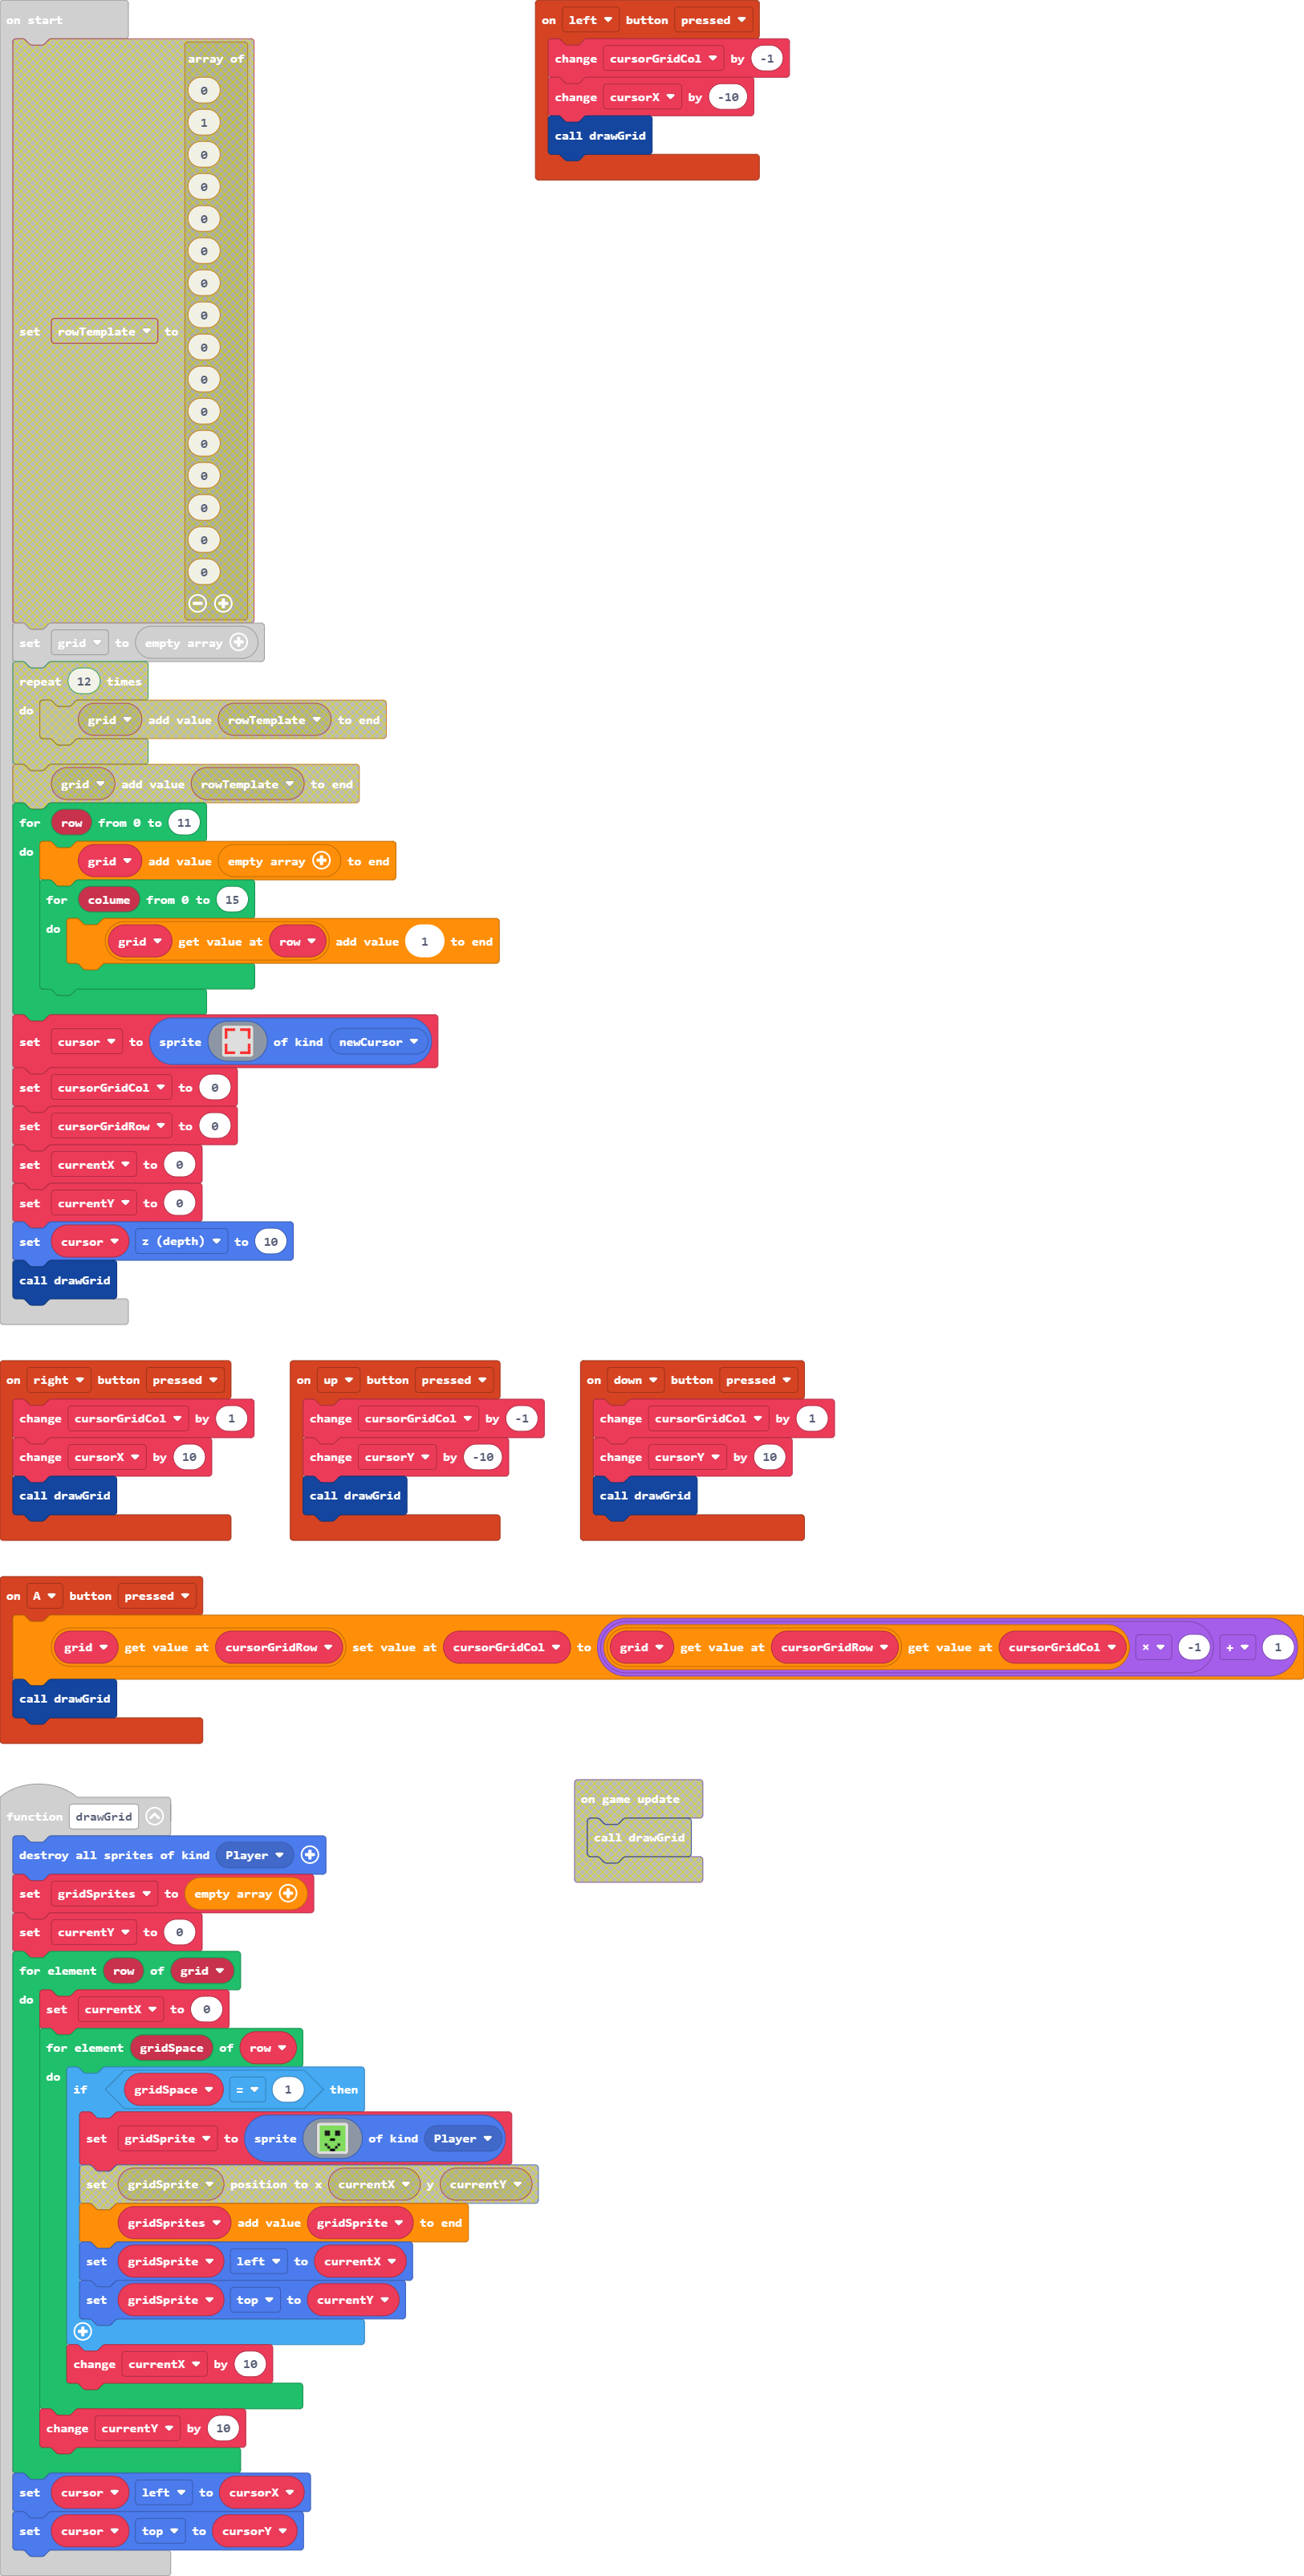 on start
array of
0
1
0
0
0
0
0
0
0
0
0
0
0
0
0
0
set rowTemplate to
set grid to empty array
repeat 12 times
do
grid add value rowTemplate to end
grid add value rowTemplate to end
for row from 0 to 11
do
grid add value empty array to end
for colume from 0 to 15
do
grid get value at row add value 1 to end
set cursor to sprite of kind newCursor
set cursorGridCol to 0
set cursorGridRow to 0
set currentX to 0
set currentY to 0
set cursor z (depth) to 10
call drawGrid
on left button pressed
change cursorGridCol by -1
change cursorX by -10
call drawGrid
on right button pressed
change cursorGridCol by 1
change cursorX by 10
call drawGrid
on up button pressed
change cursorGridCol by -1
change cursorY by -10
call drawGrid
on down button pressed
change cursorGridCol by 1
change cursorY by 10
call drawGrid
on A button pressed
grid get value at cursorGridRow set value at cursorGridCol to grid get value at cursorGridRow get value at cursorGridCol × -1 + 1
call drawGrid
function drawGrid
destroy all sprites of kind Player
set gridSprites to empty array
set currentY to 0
for element row of grid
do
set currentX to 0
for element gridSpace of row
do
if gridSpace = 1 then
set gridSprite to sprite of kind Player
set gridSprite position to x currentX y currentY
gridSprites add value gridSprite to end
set gridSprite left to currentX
set gridSprite top to currentY
change currentX by 10
change currentY by 10
set cursor left to cursorX
set cursor top to cursorY
on game update
call drawGrid